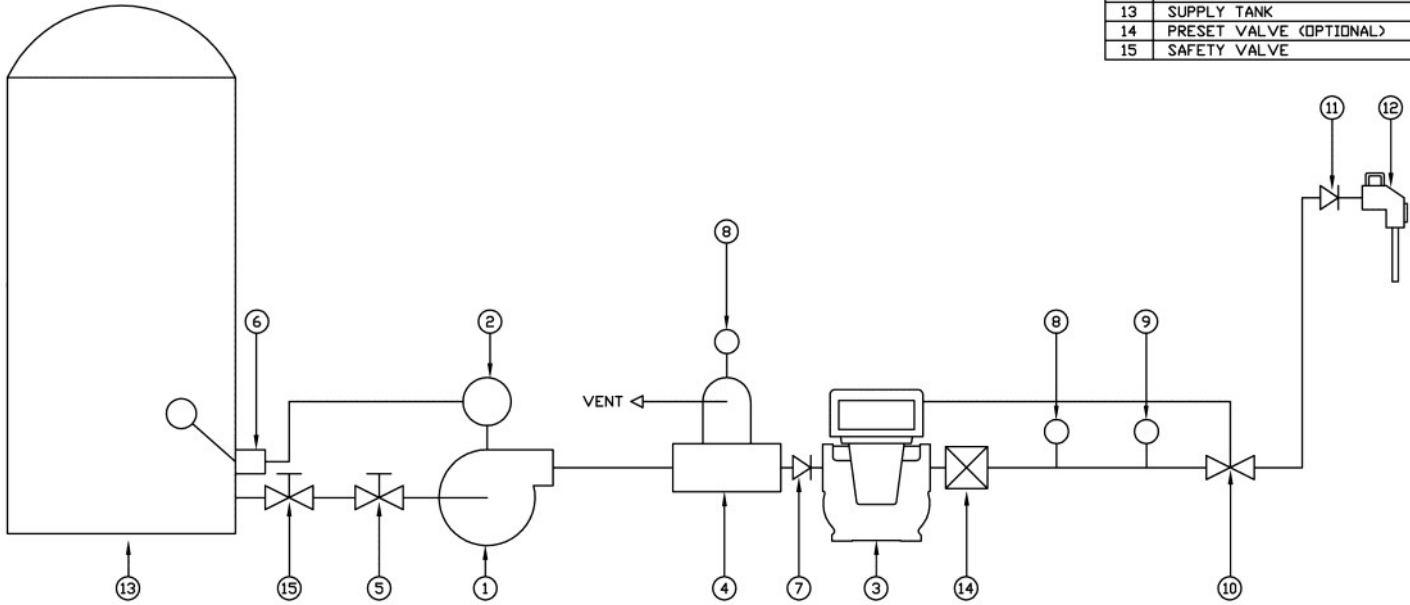 13 SUPPLY TANK
14 PRESET VALVE (OPTIONAL)
15 SAFETY VALVE
11 12
8
6 2 8 9
VENT
13 15 5 1 4 7 3 14 10